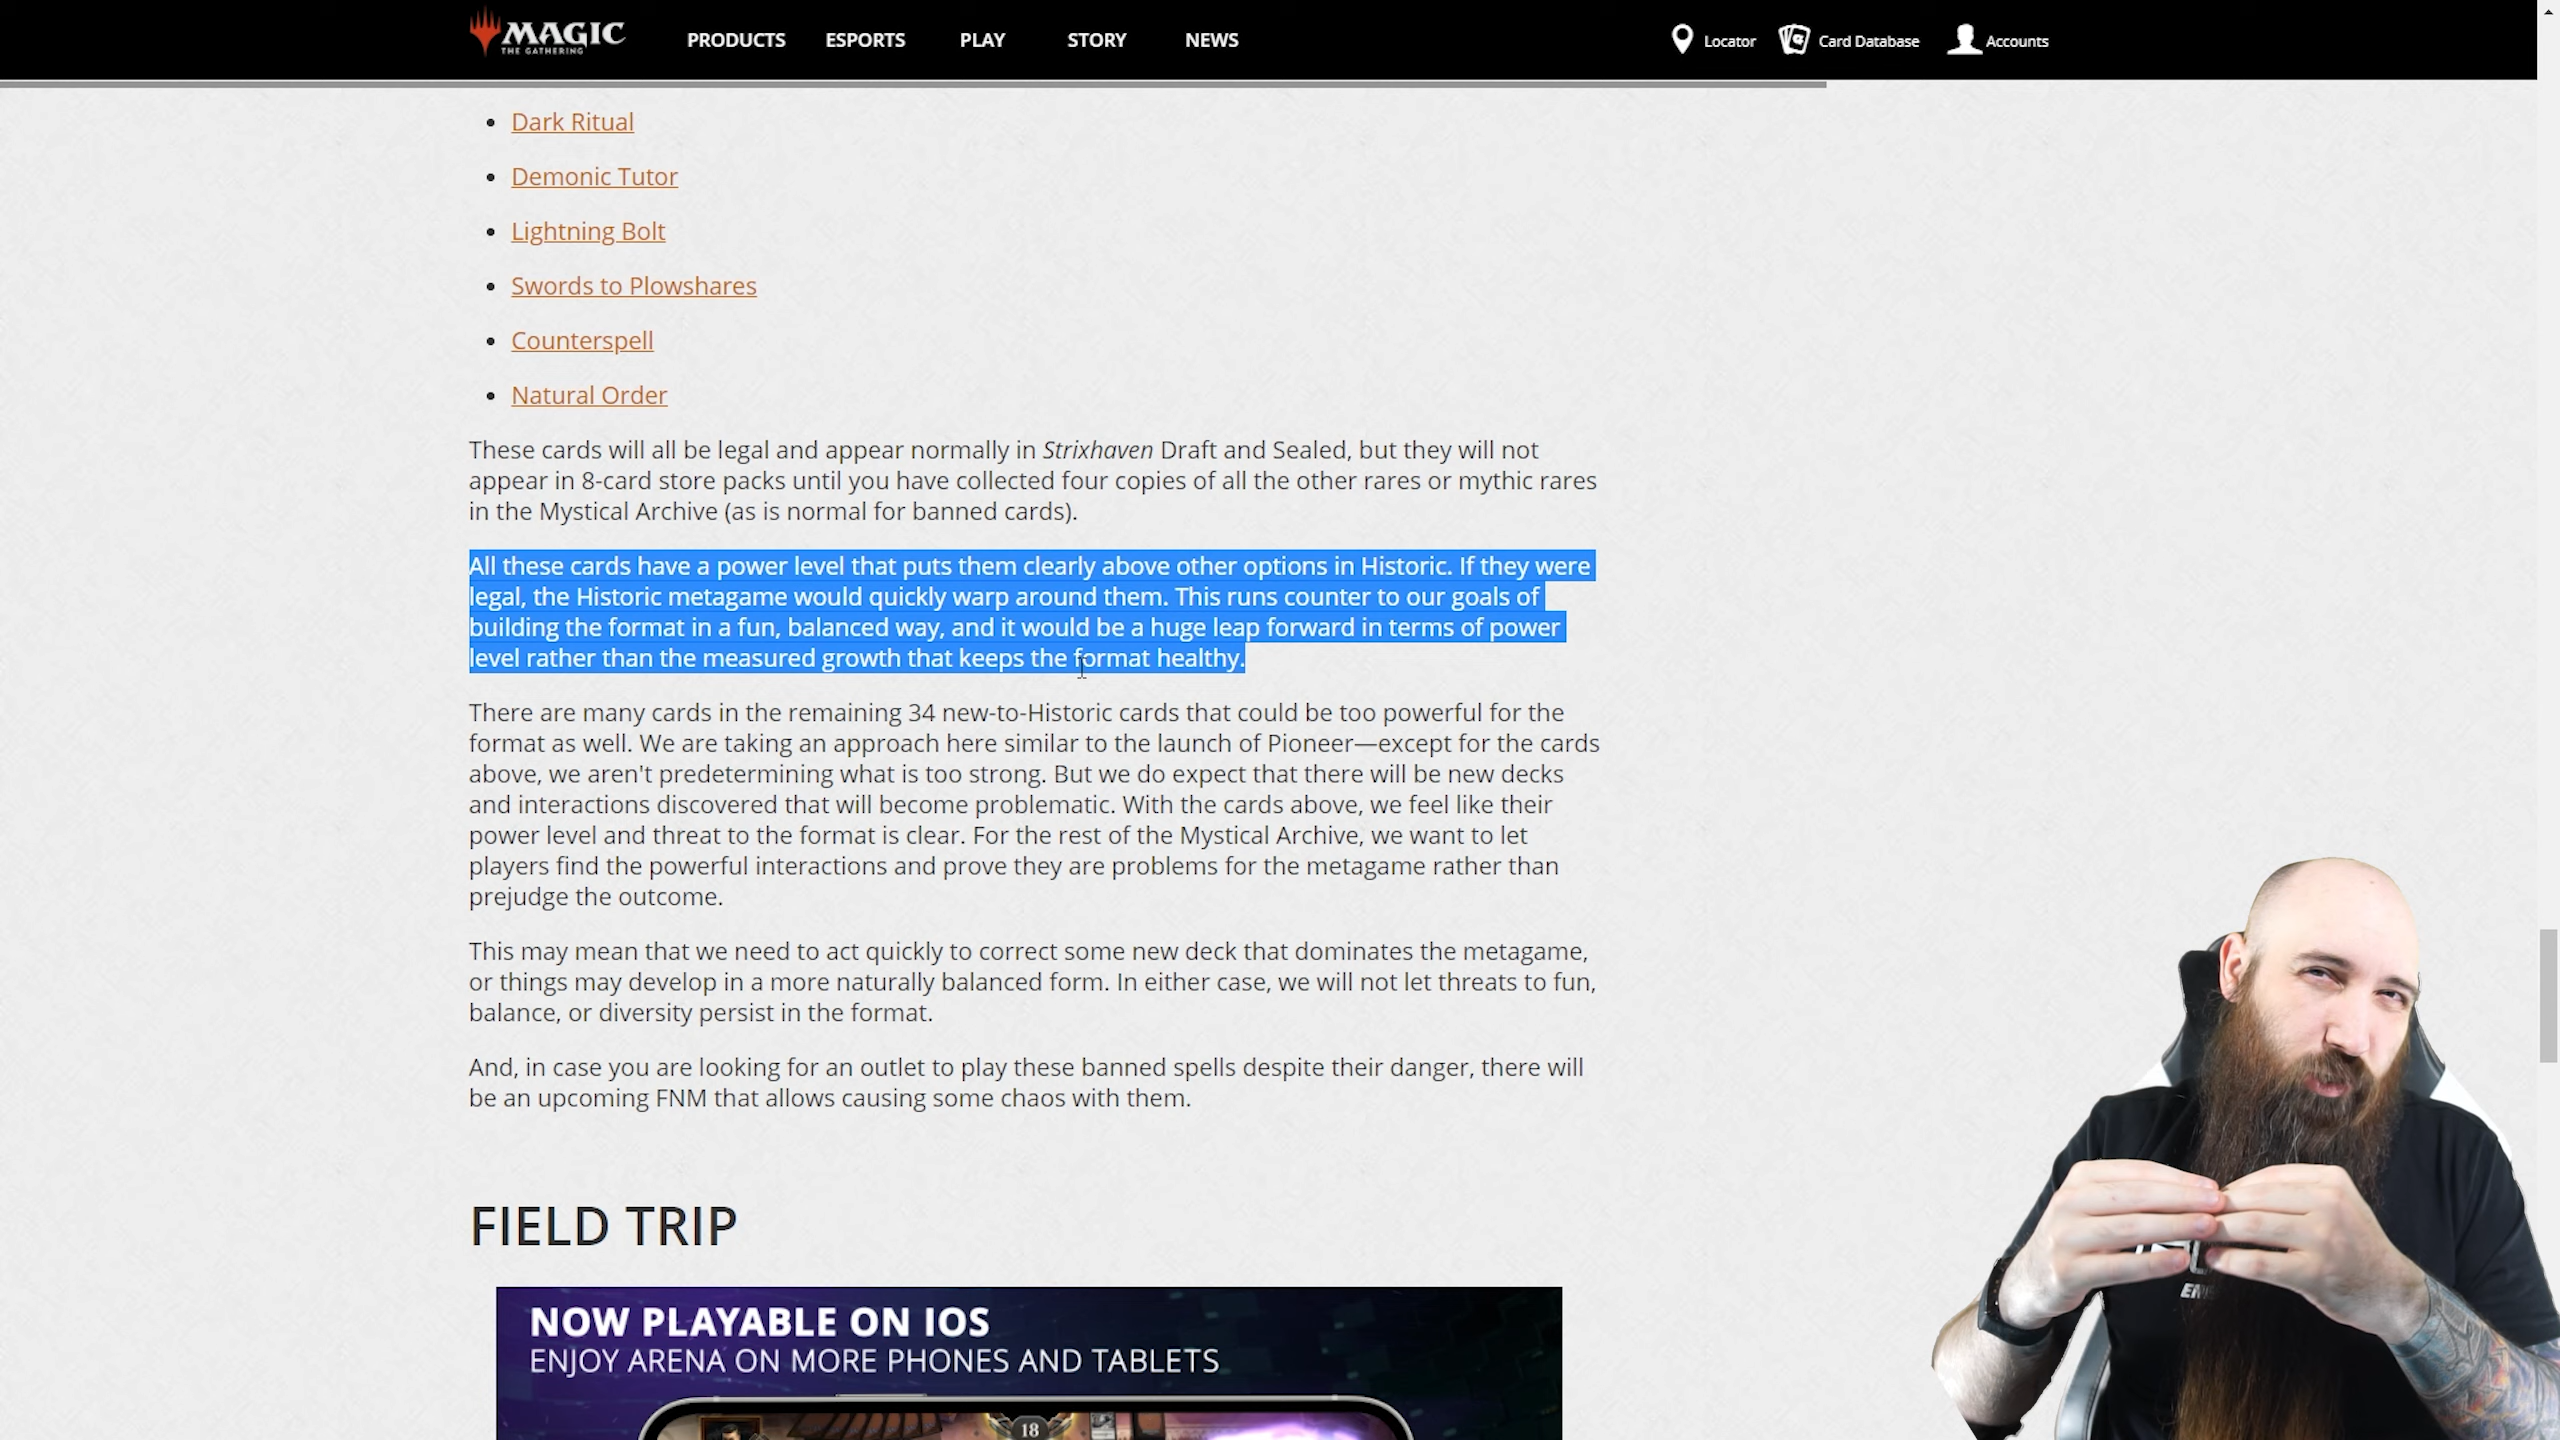 MAGIC
THE GATHERING
PRODUCTS ESPORTS PLAY STORY NEWS
Locator Card Database Accounts
Dark Ritual
Demonic Tutor
Lightning Bolt
Swords to Plowshares
Counterspell
Natural Order
These cards will all be legal and appear normally in Strixhaven Draft and Sealed, but they will not
appear in 8-card store packs until you have collected four copies of all the other rares or mythic rares
in the Mystical Archive (as is normal for banned cards).
All these cards have a power level that puts them clearly above other options in Historic. If they were
legal, the Historic metagame would quickly warp around them. This runs counter to our goals of
building the format in a fun, balanced way, and it would be a huge leap forward in terms of power
level rather than the measured growth that keeps the format healthy.
There are many cards in the remaining 34 new-to-Historic cards that could be too powerful for the
format as well. We are taking an approach here similar to the launch of Pioneer—except for the cards
above, we aren't predetermining what is too strong. But we do expect that there will be new decks
and interactions discovered that will become problematic. With the cards above, we feel like their
power level and threat to the format is clear. For the rest of the Mystical Archive, we want to let
players find the powerful interactions and prove they are problems for the metagame rather than
prejudge the outcome.
This may mean that we need to act quickly to correct some new deck that dominates the metagame,
or things may develop in a more naturally balanced form. In either case, we will not let threats to fun,
balance, or diversity persist in the format.
And, in case you are looking for an outlet to play these banned spells despite their danger, there will
be an upcoming FNM that allows causing some chaos with them.
FIELD TRIP
NOW PLAYABLE ON IOS
ENJOY ARENA ON MORE PHONES AND TABLETS
18